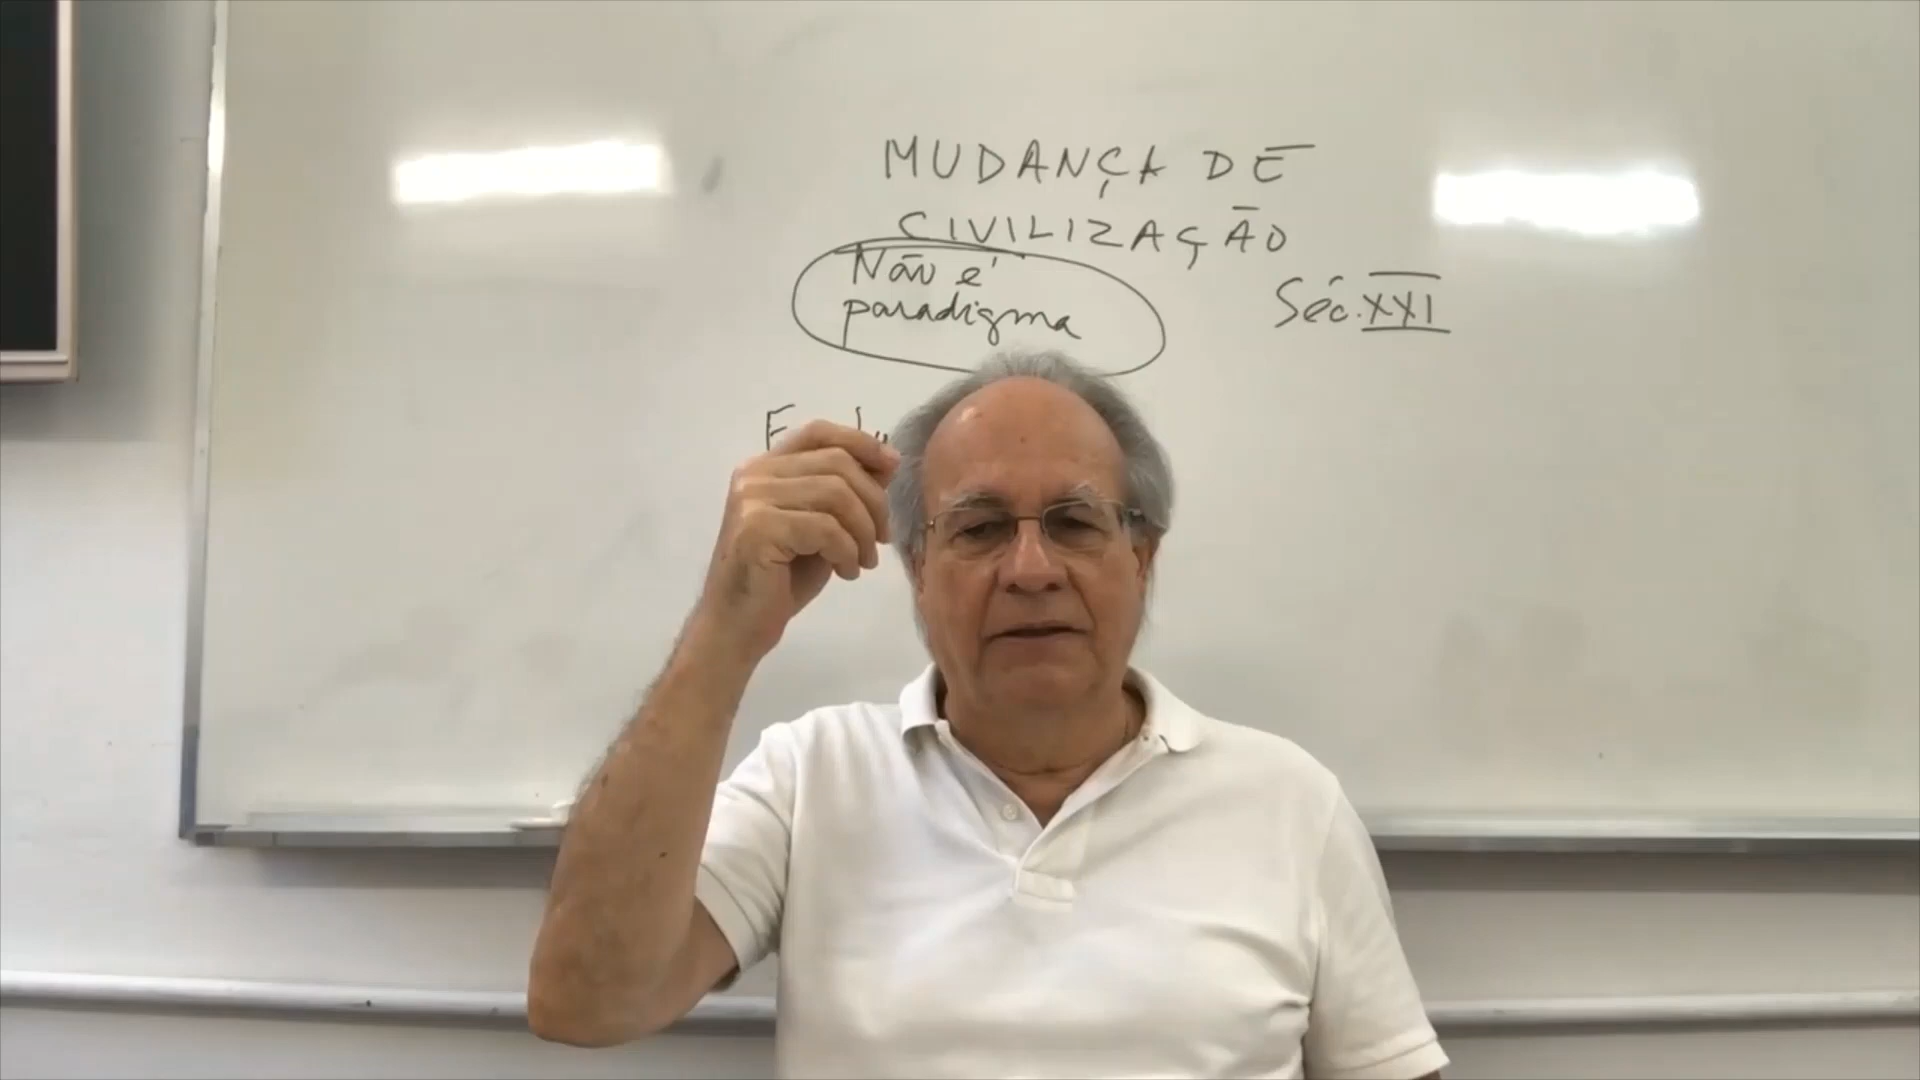 MUDANÇA DE
CIVILIZAÇÃO
Não é
paradigma
Séc. XXI